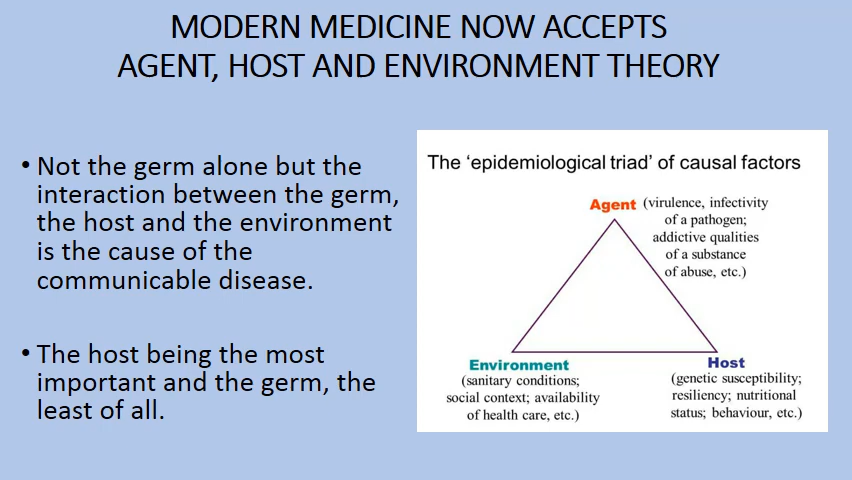 MODERN MEDICINE NOW ACCEPTS
AGENT, HOST AND ENVIRONMENT THEORY
• Not the germ alone but the
interaction between the germ,
the host and the environment
is the cause of the
communicable disease.
• The host being the most
important and the germ, the
least of all.
The ‘epidemiological triad’ of causal factors
Agent (virulence, infectivity
of a pathogen;
addictive qualities
of a substance
of abuse, etc.)
Environment
(sanitary conditions;
social context; availability
of health care, etc.)
Host
(genetic susceptibility;
resiliency; nutritional
status; behaviour, etc.)